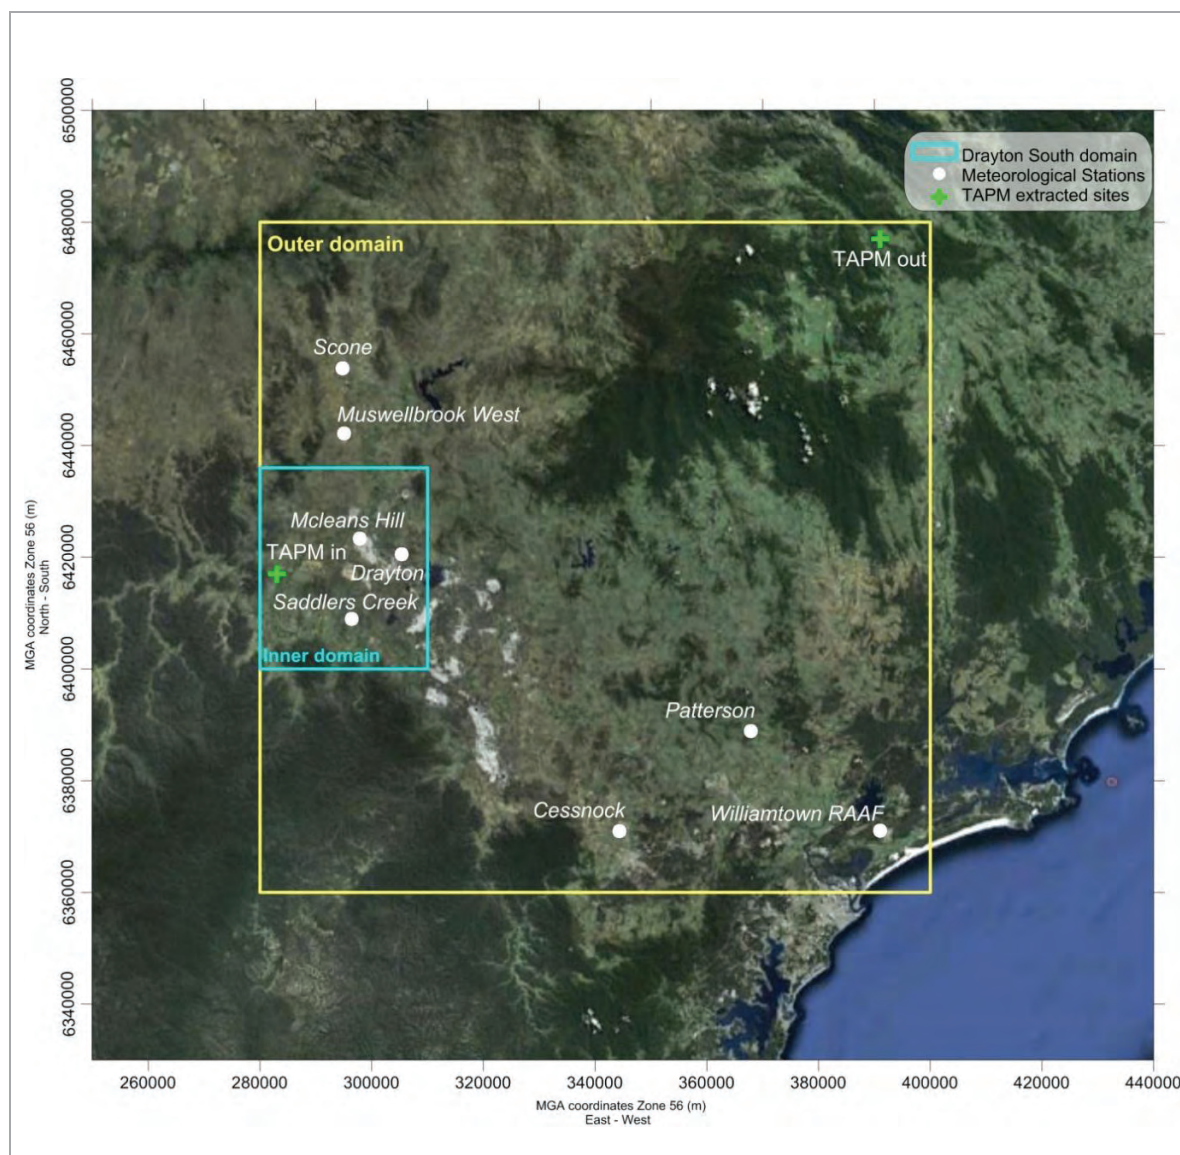 6500000
6480000
6460000
6440000
6420000
6400000
6380000
6360000
6340000
MGA coordinates Zone 56 (m)
North - South
Drayton South domain
Meteorological Stations
TAPM extracted sites
Outer domain
TAPM out
Scone
Muswellbrook West
Mcleans Hill
TAPM in
Drayton
Saddlers Creek
Inner domain
Patterson
Cessnock
Williamtown RAAF
260000 280000 300000 320000 340000 360000 380000 400000 420000 440000
MGA coordinates Zone 56 (m)
East - West